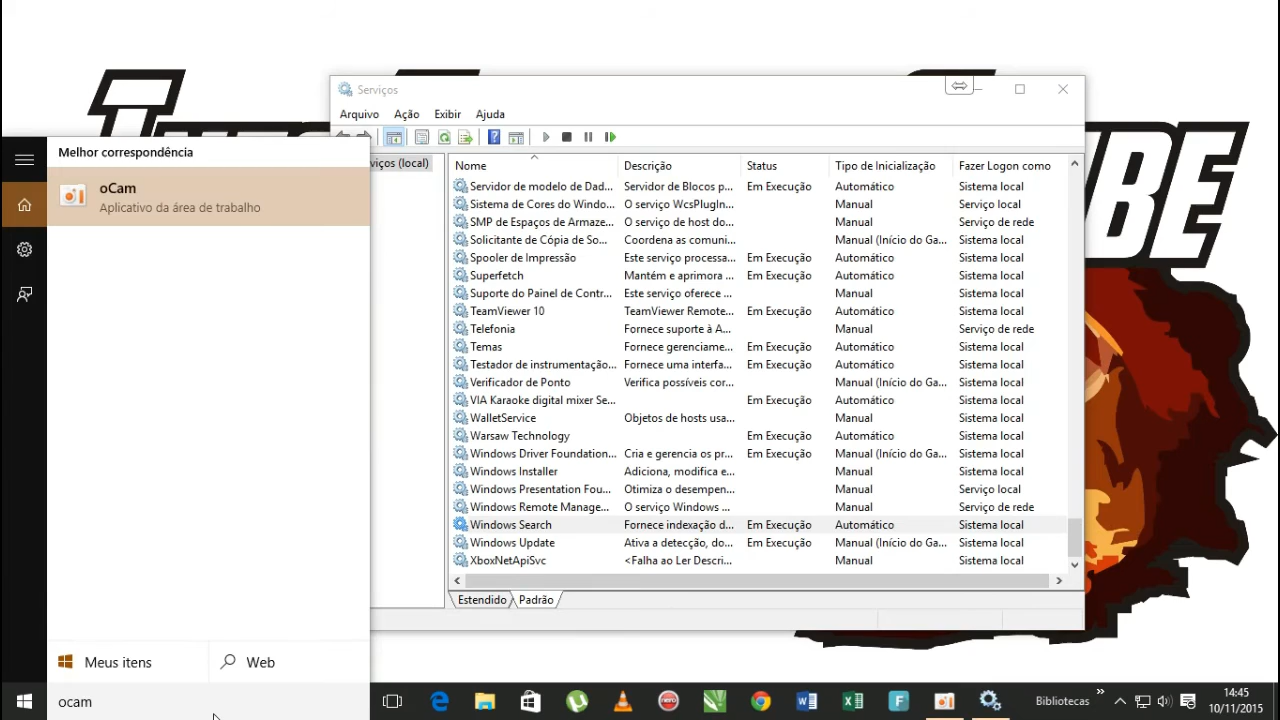 Serviços
Arquivo Ação Exibir Ajuda
Melhor correspondência
oCam
Aplicativo da área de trabalho
viços (local)
Nome Descrição Status Tipo de Inicialização Fazer Logon como
Servidor de modelo de Dad... Servidor de Blocos p... Em Execução Automático Sistema local
Sistema de Cores do Windo... O serviço WcsPlugIn... Manual Serviço local
SMP de Espaços de Armaze... O serviço de host do... Manual Serviço de rede
Solicitante de Cópia de So... Coordena as comuni... Manual (Início do Ga... Sistema local
Spooler de Impressão Este serviço processa... Em Execução Automático Sistema local
Superfetch Mantém e aprimora ... Em Execução Automático Sistema local
Suporte do Painel de Contr... Este serviço oferece ... Manual Sistema local
TeamViewer 10 TeamViewer Remote... Em Execução Automático Sistema local
Telefonia Fornece suporte à A... Manual Serviço de rede
Temas Fornece gerenciame... Em Execução Automático Sistema local
Testador de instrumentação... Fornece uma interfa... Em Execução Automático Sistema local
Verificador de Ponto Verifica possíveis cor... Manual (Início do Ga... Sistema local
VIA Karaoke digital mixer Se... Em Execução Automático Sistema local
WalletService Objetos de hosts usa... Manual Sistema local
Warsaw Technology Em Execução Automático Sistema local
Windows Driver Foundation... Cria e gerencia os pr... Em Execução Manual (Início do Ga... Sistema local
Windows Installer Adiciona, modifica e... Manual Sistema local
Windows Presentation Fou... Otimiza o desempen... Manual Serviço local
Windows Remote Manage... O serviço Windows ... Manual Serviço de rede
Windows Search Fornece indexação d... Em Execução Automático Sistema local
Windows Update Ativa a detecção, do... Em Execução Manual (Início do Ga... Sistema local
XboxNetApiSvc <Falha ao Ler Descri... Manual Sistema local
Estendido Padrão
Meus itens Web
ocam
Bibliotecas
14:45
10/11/2015